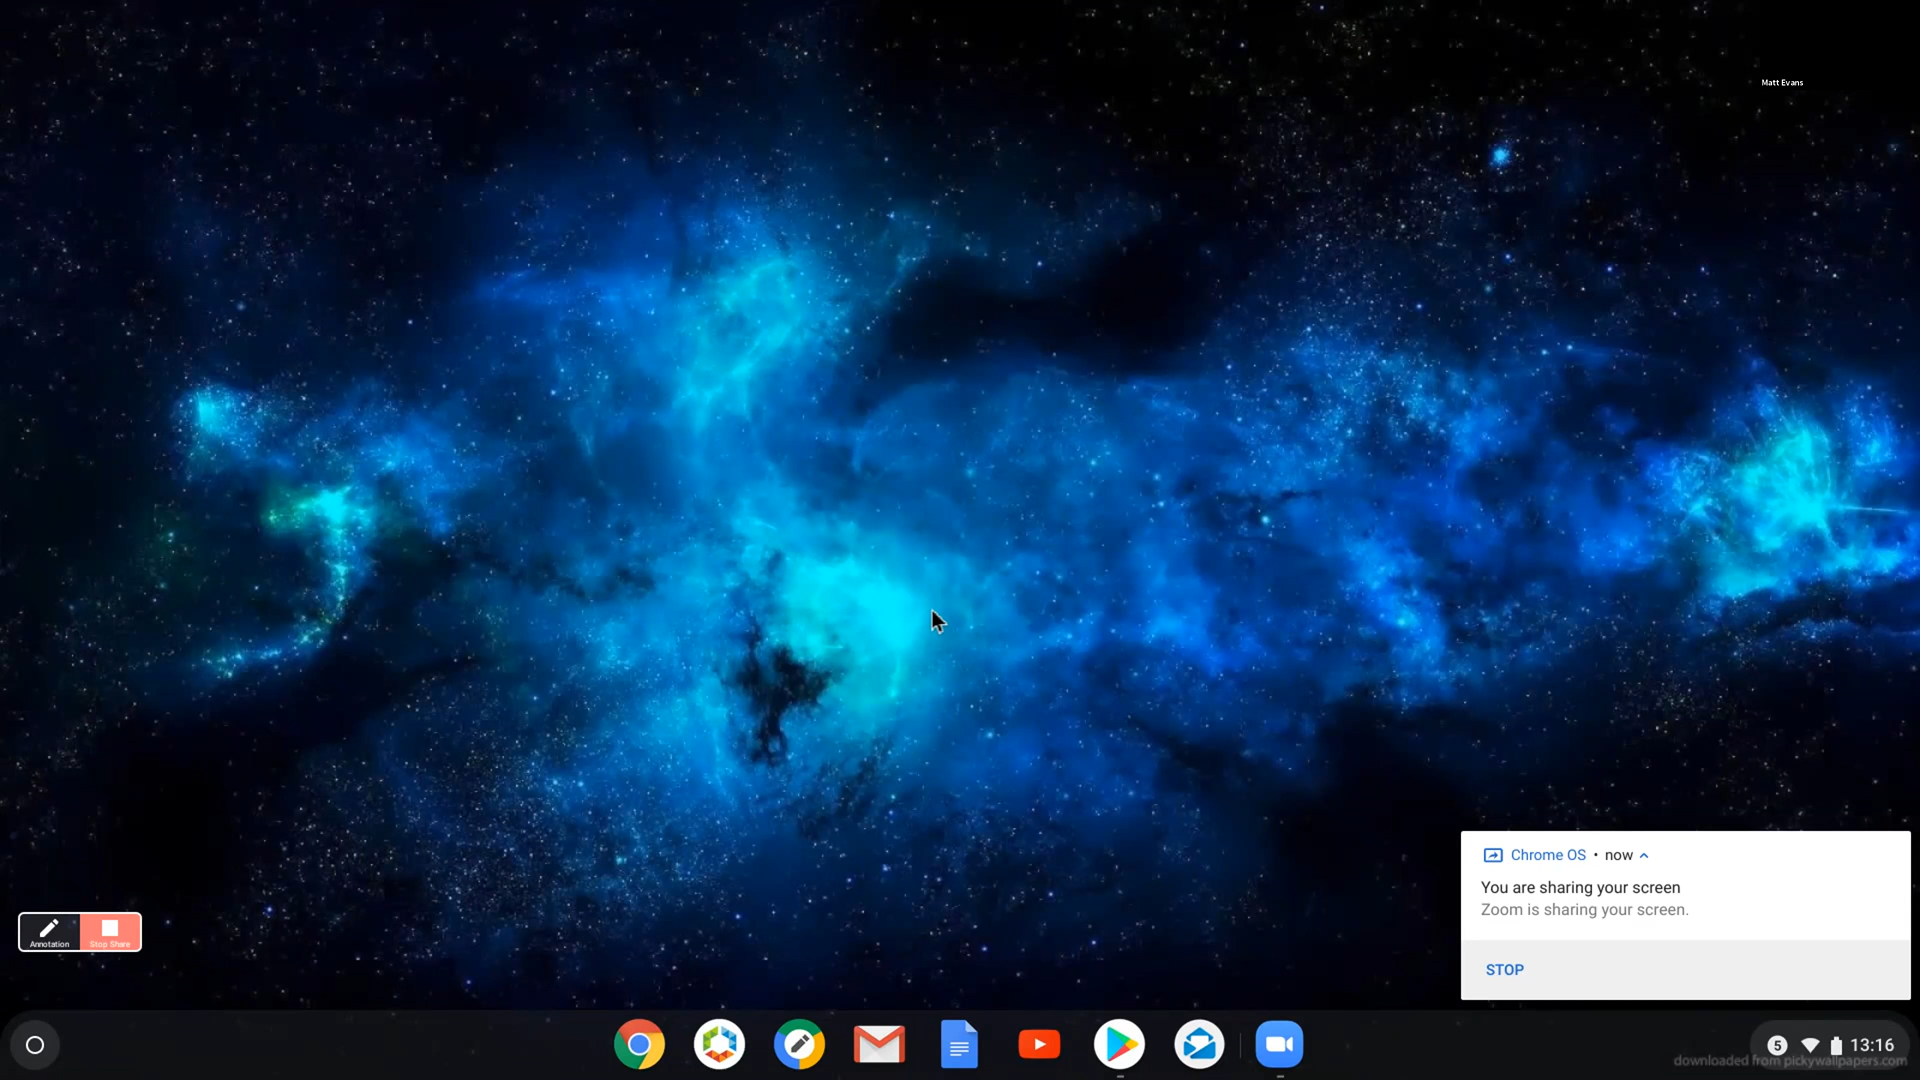 Matt Evans
Chrome OS • now
You are sharing your screen
Zoom is sharing your screen.
Annotation
Stop Share
STOP
5
13:16
downloaded from pickywallpapers.com